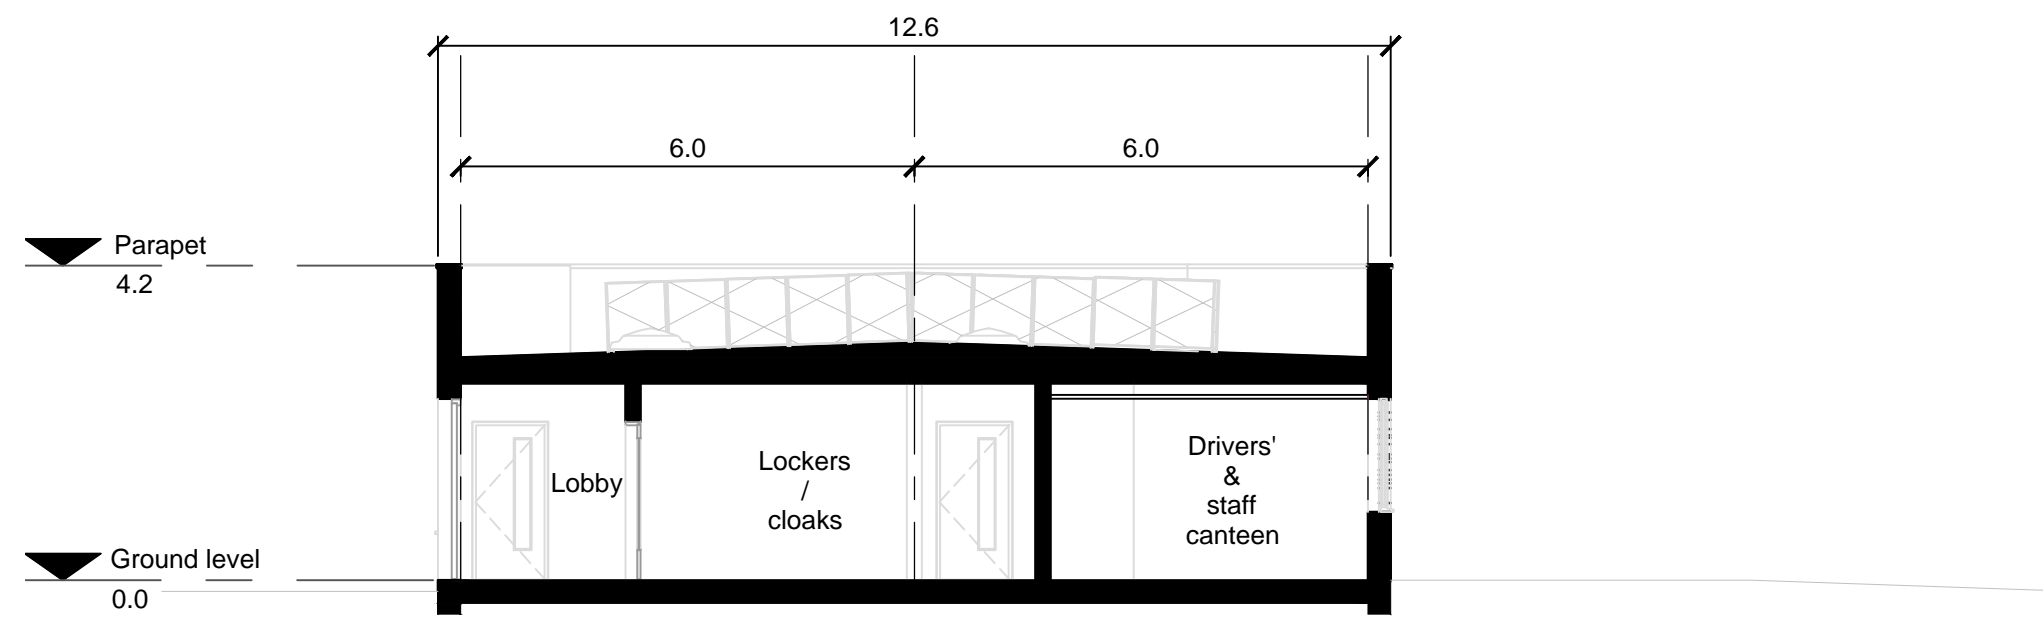 12.6
6.0
6.0
Parapet
4.2
Lobby
Lockers
/
cloaks
Drivers'
&
staff
canteen
Ground level
0.0